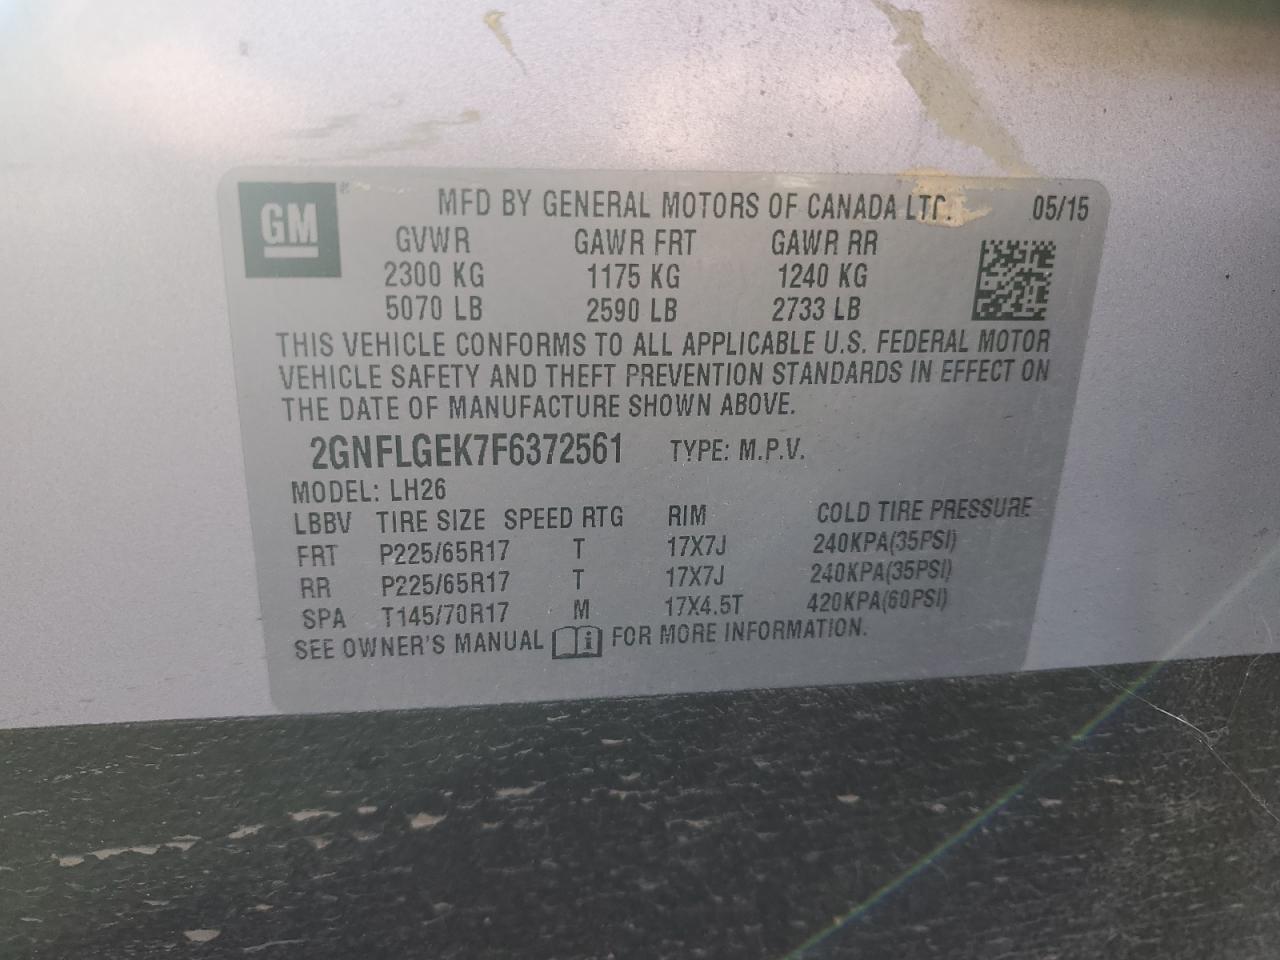 GM
MFD BY GENERAL MOTORS OF CANADA LTD. 05/15
GVWR GAWR FRT GAWR RR
2300 KG 1175 KG 1240 KG
5070 LB 2590 LB 2733 LB
THIS VEHICLE CONFORMS TO ALL APPLICABLE U.S. FEDERAL MOTOR
VEHICLE SAFETY AND THEFT PREVENTION STANDARDS IN EFFECT ON
THE DATE OF MANUFACTURE SHOWN ABOVE.
2GNFLGEK7F6372561 TYPE: M.P.V.
MODEL: LH26
LBBV TIRE SIZE SPEED RTG RIM COLD TIRE PRESSURE
FRT P225/65R17 T 17X7J 240KPA(35PSI)
RR P225/65R17 T 17X7J 240KPA(35PSI)
SPA T145/70R17 M 17X4.5T 420KPA(60PSI)
SEE OWNER'S MANUAL FOR MORE INFORMATION.